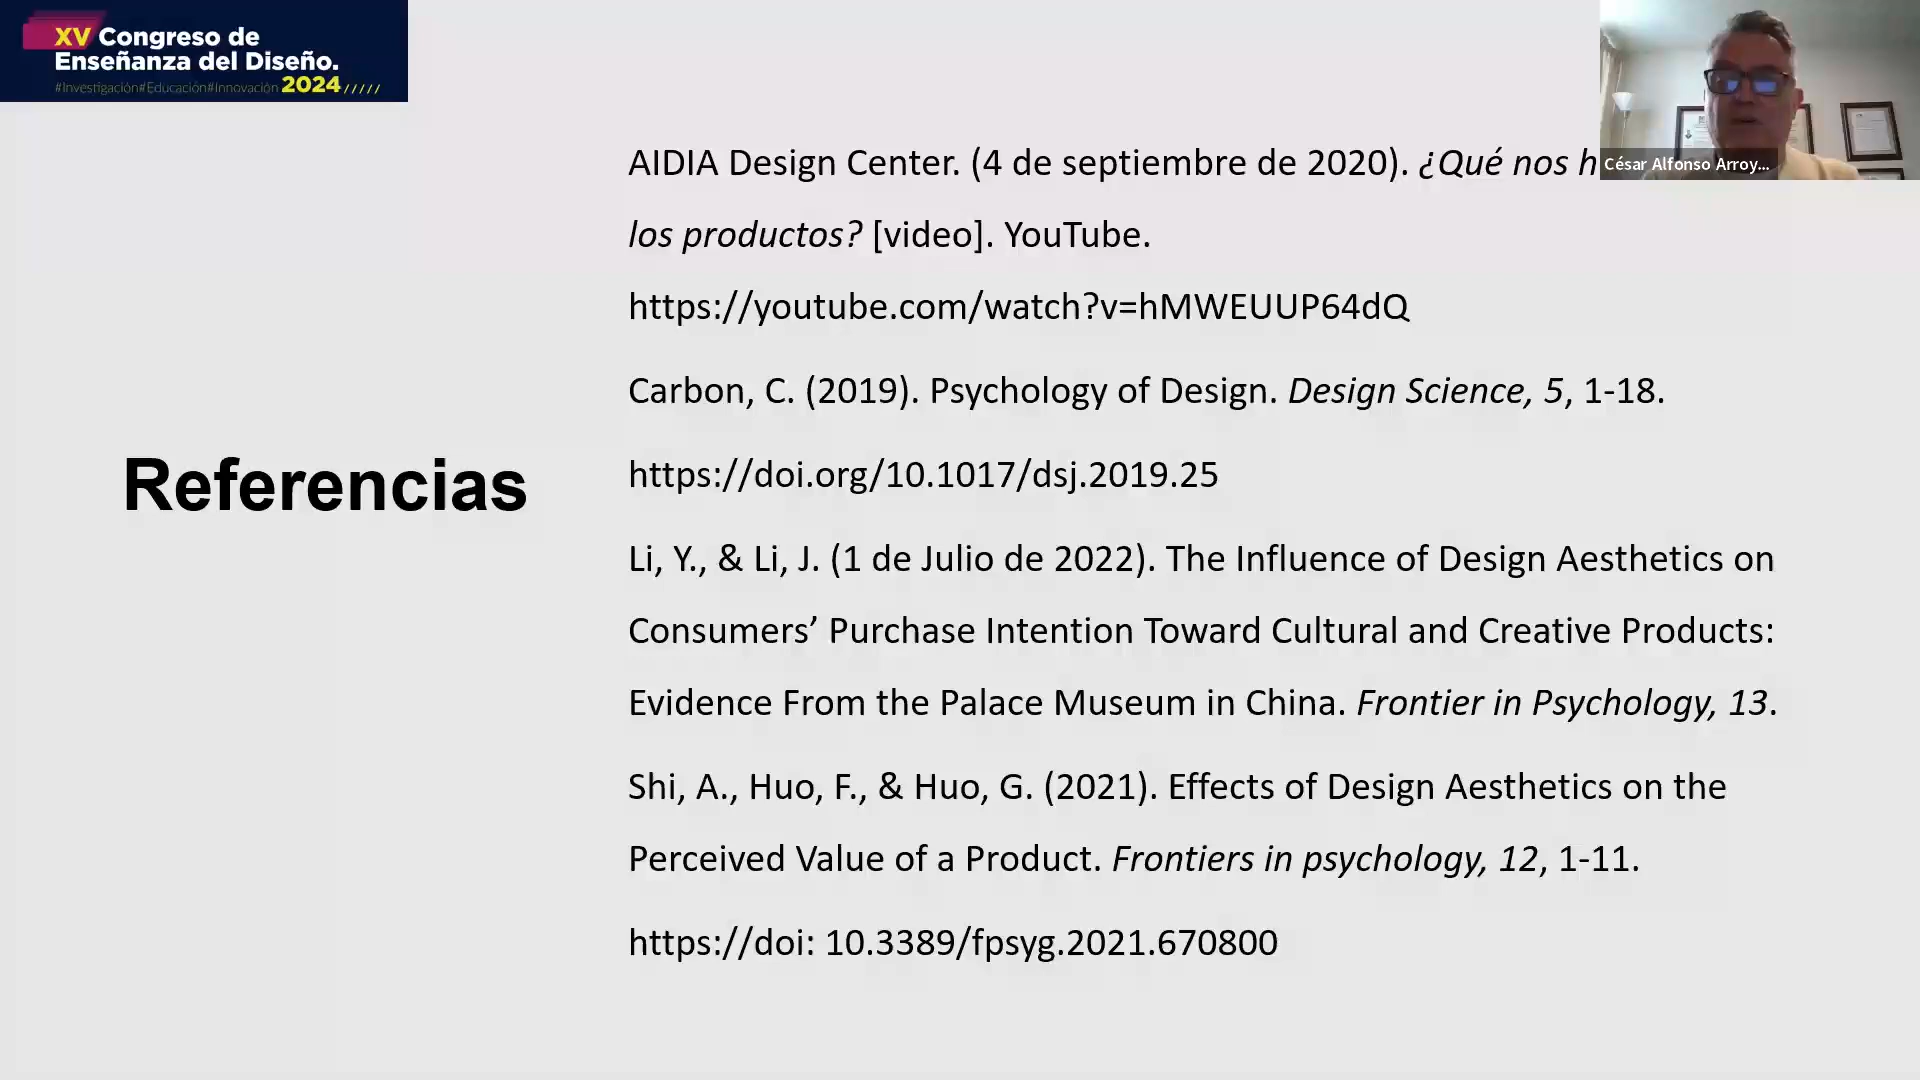 XV Congreso de
Enseñanza del Diseño.
#Investigación#Educación#Innovación 2024/////
César Alfonso Arroy...
Referencias
AIDIA Design Center. (4 de septiembre de 2020). ¿Qué nos h
los productos? [video]. YouTube.
https://youtube.com/watch?v=hMWEUUP64dQ
Carbon, C. (2019). Psychology of Design. Design Science, 5, 1-18.
https://doi.org/10.1017/dsj.2019.25
Li, Y., & Li, J. (1 de Julio de 2022). The Influence of Design Aesthetics on
Consumers’ Purchase Intention Toward Cultural and Creative Products:
Evidence From the Palace Museum in China. Frontier in Psychology, 13.
Shi, A., Huo, F., & Huo, G. (2021). Effects of Design Aesthetics on the
Perceived Value of a Product. Frontiers in psychology, 12, 1-11.
https://doi: 10.3389/fpsyg.2021.670800